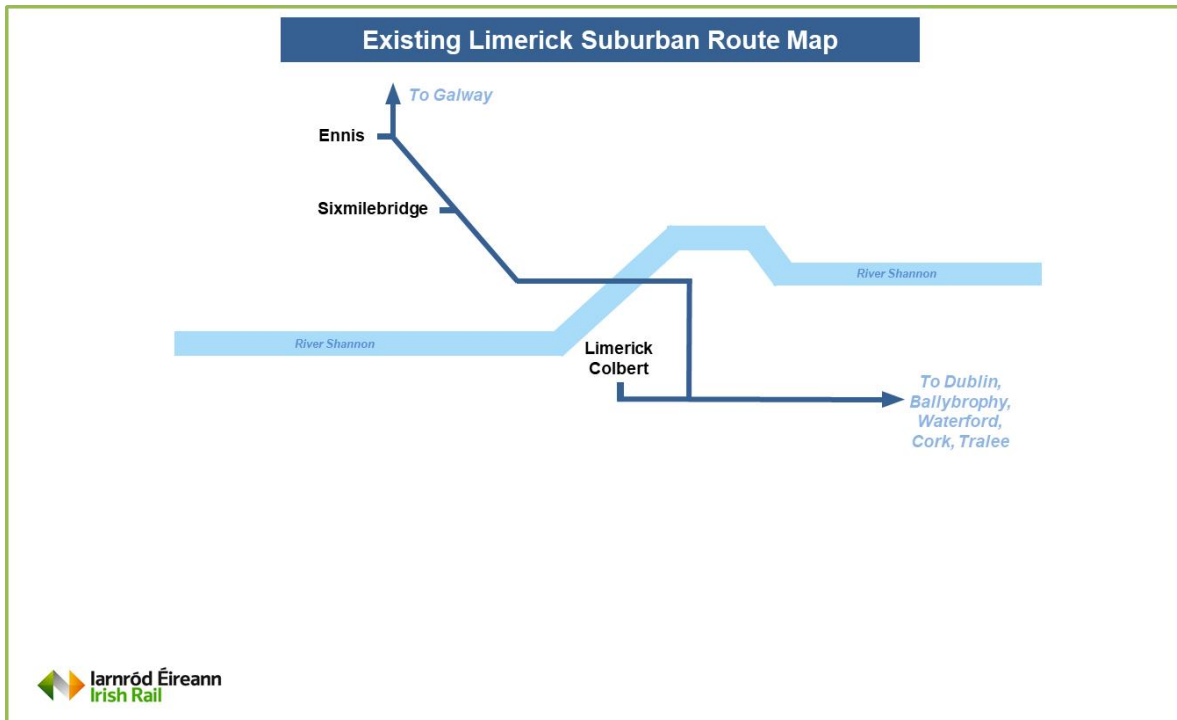 Existing Limerick Suburban Route Map
To Galway
Ennis
Sixmilebridge
River Shannon
River Shannon
Limerick
Colbert
To Dublin,
Ballybrophy,
Waterford,
Cork, Tralee
Iarnród Éireann
Irish Rail